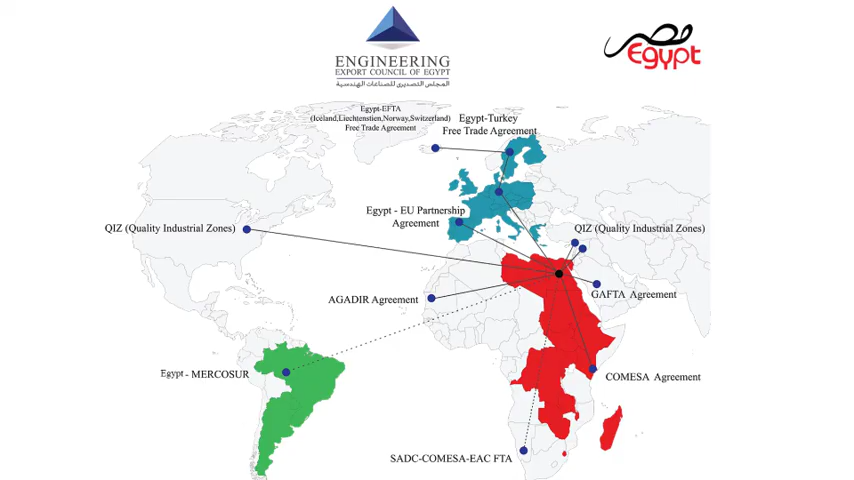 ENGINEERING
EXPORT COUNCIL OF EGYPT
المجلس التصديري للصناعات الهندسية
Egypt
Egypt-EFTA
(Iceland,Liechtenstien,Norway,Switzerland)
Free Trade Agreement
Egypt-Turkey
Free Trade Agreement
Egypt - EU Partnership
Agreement
QIZ (Quality Industrial Zones)
QIZ (Quality Industrial Zones)
AGADIR Agreement
GAFTA Agreement
Egypt - MERCOSUR
COMESA Agreement
SADC-COMESA-EAC FTA